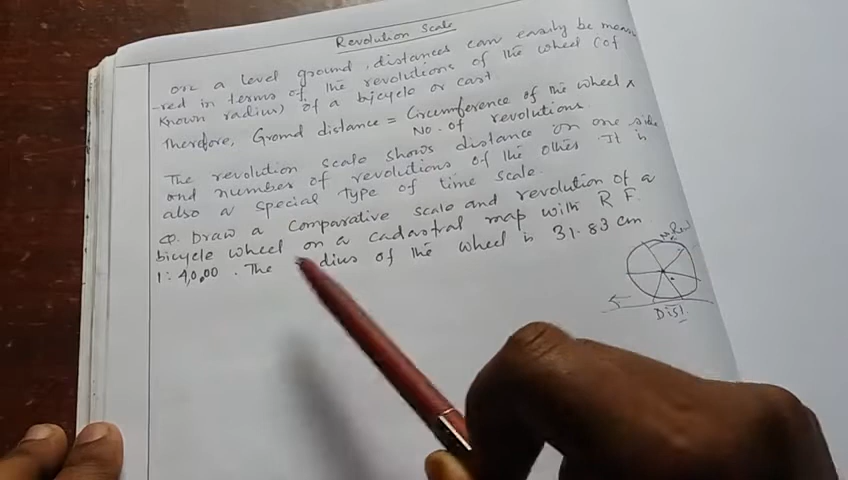 Revolution Scale
on a level ground, distances can easily be measu
-red in terms of the revolutions of the wheel (of
known radius) of a bicycle or cast
Therefore, Ground distance = Circumference of the wheel x
No. of revolutions.
The revolution scale shows distance on one side
and number of revolutions of the other. It is
also a special type of time scale.
Q. Draw a comparative scale and revolution of a
bicycle wheel on a cadastral map with R F.
1: 40,00. The dius of the wheel is 31.83 cm
Dist.